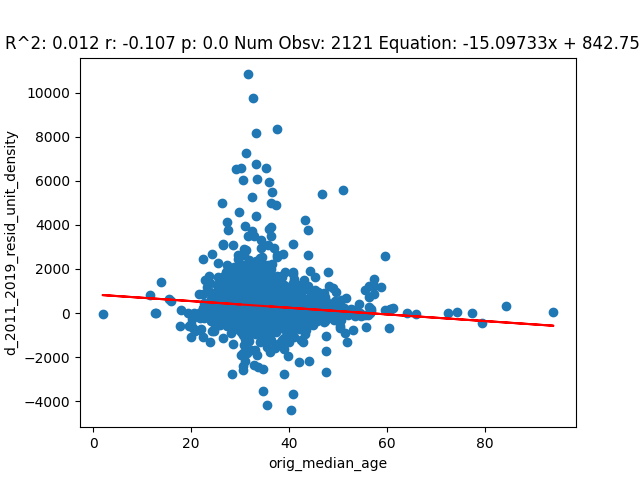 R^2: 0.012 r: -0.107 p: 0.0 Num Obsv: 2121 Equation: -15.09733x + 842.75
10000
8000
6000
4000
2000
0
−2000
−4000
d_2011_2019_resid_unit_density
0 20 40 60 80
orig_median_age